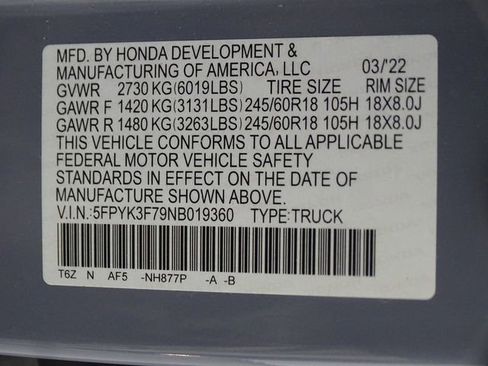 MFD. BY HONDA DEVELOPMENT &
MANUFACTURING OF AMERICA, LLC 03/'22
GVWR 2730 KG(6019LBS) TIRE SIZE RIM SIZE
GAWR F 1420 KG(3131LBS) 245/60R18 105H 18X8.0J
GAWR R 1480 KG(3263LBS) 245/60R18 105H 18X8.0J
THIS VEHICLE CONFORMS TO ALL APPLICABLE
FEDERAL MOTOR VEHICLE SAFETY
STANDARDS IN EFFECT ON THE DATE OF
MANUFACTURE SHOWN ABOVE.
V.I.N.:5FPYK3F79NB019360 TYPE:TRUCK
T6Z N AF5 -NH877P -A -B